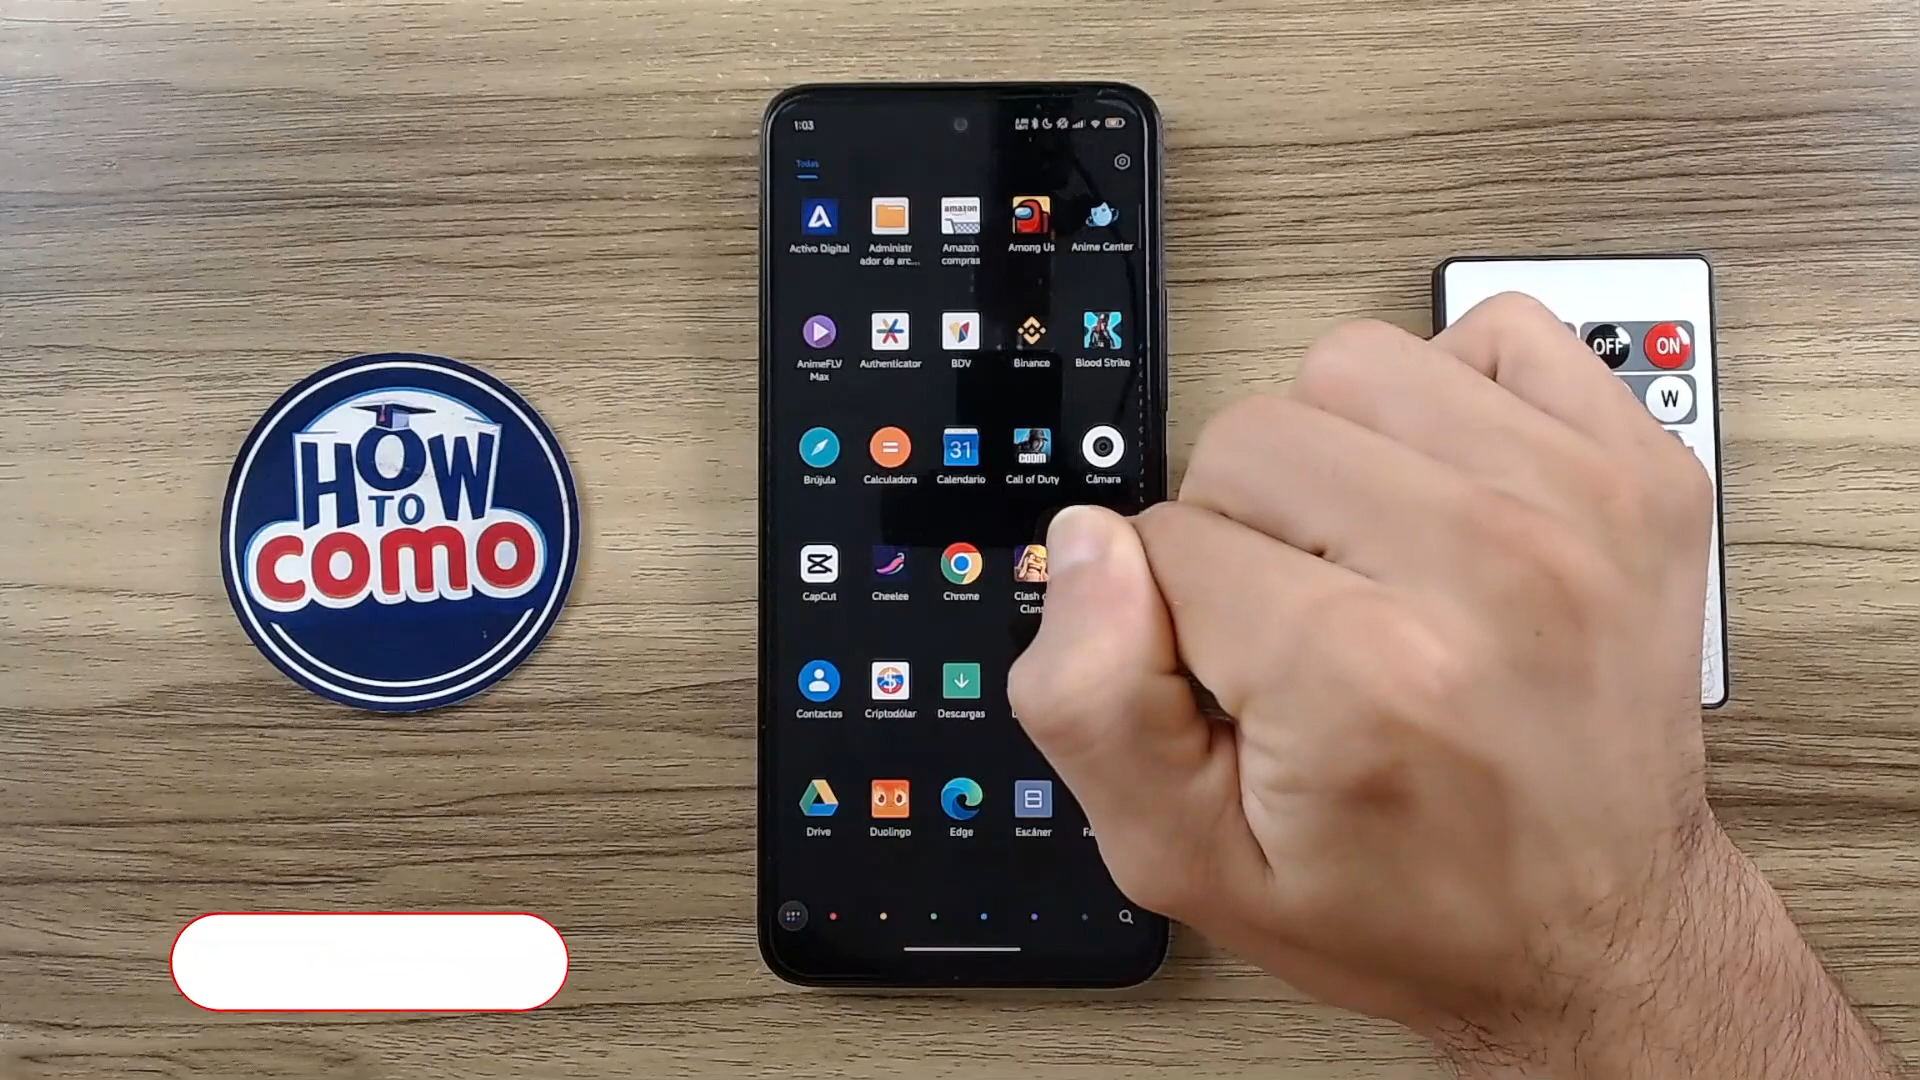 HOW
TO
COMO
1:03
Todas
amazon
Activo Digital
Administr
ador de arc...
Amazon
compras
Among Us
Anime Center
AnimeFLV
Max
Authenticator
BDV
Binance
Blood Strike
31
CODM
Brújula
Calculadora
Calendario
Call of Duty
Câmara
CapCut
Cheelee
Chrome
Clash
Clans
Contactos
Criptodólar
Descargas
Drive
Duolingo
Edge
Escáner
OFF
ON
W